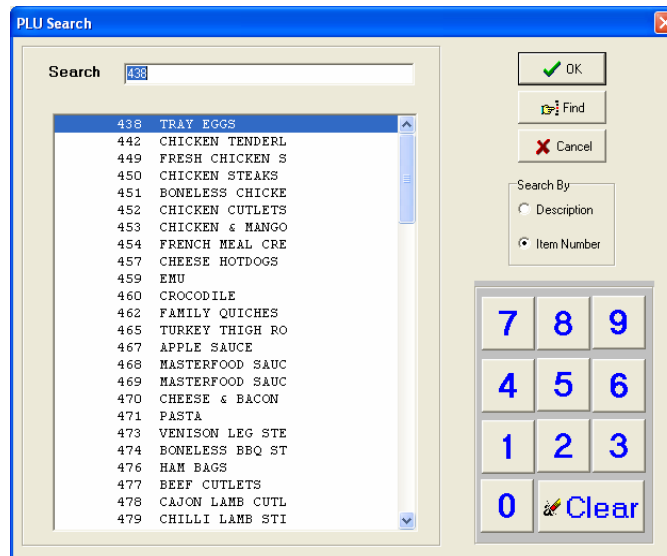 PLU Search
Search 438
438 TRAY EGGS
442 CHICKEN TENDERL
449 FRESH CHICKEN S
450 CHICKEN STEAKS
451 BONELESS CHICKE
452 CHICKEN CUTLETS
453 CHICKEN & MANGO
454 FRENCH MEAL CRE
457 CHEESE HOTDOGS
459 EMU
460 CROCODILE
462 FAMILY QUICHES
465 TURKEY THIGH RO
467 APPLE SAUCE
468 MASTERFOOD SAUC
469 MASTERFOOD SAUC
470 CHEESE & BACON
471 PASTA
473 VENISON LEG STE
474 BONELESS BBQ ST
476 HAM BAGS
477 BEEF CUTLETS
478 CAJON LAMB CUTL
479 CHILLI LAMB STI
OK
Find
Cancel
Search By
Description
Item Number
7 8 9
4 5 6
1 2 3
0 Clear